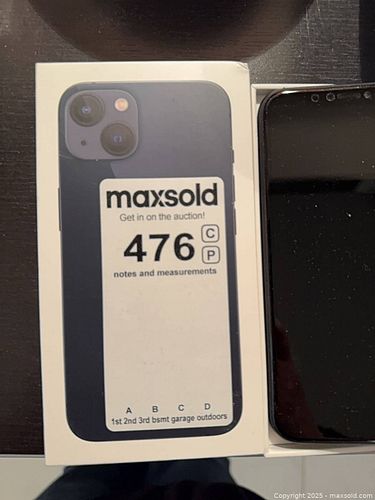 maxsold
Get in on the auction!
476 C
P
notes and measurements
A B C D
1st 2nd 3rd bsmt garage outdoors
Copyright 2025 - maxsold.com